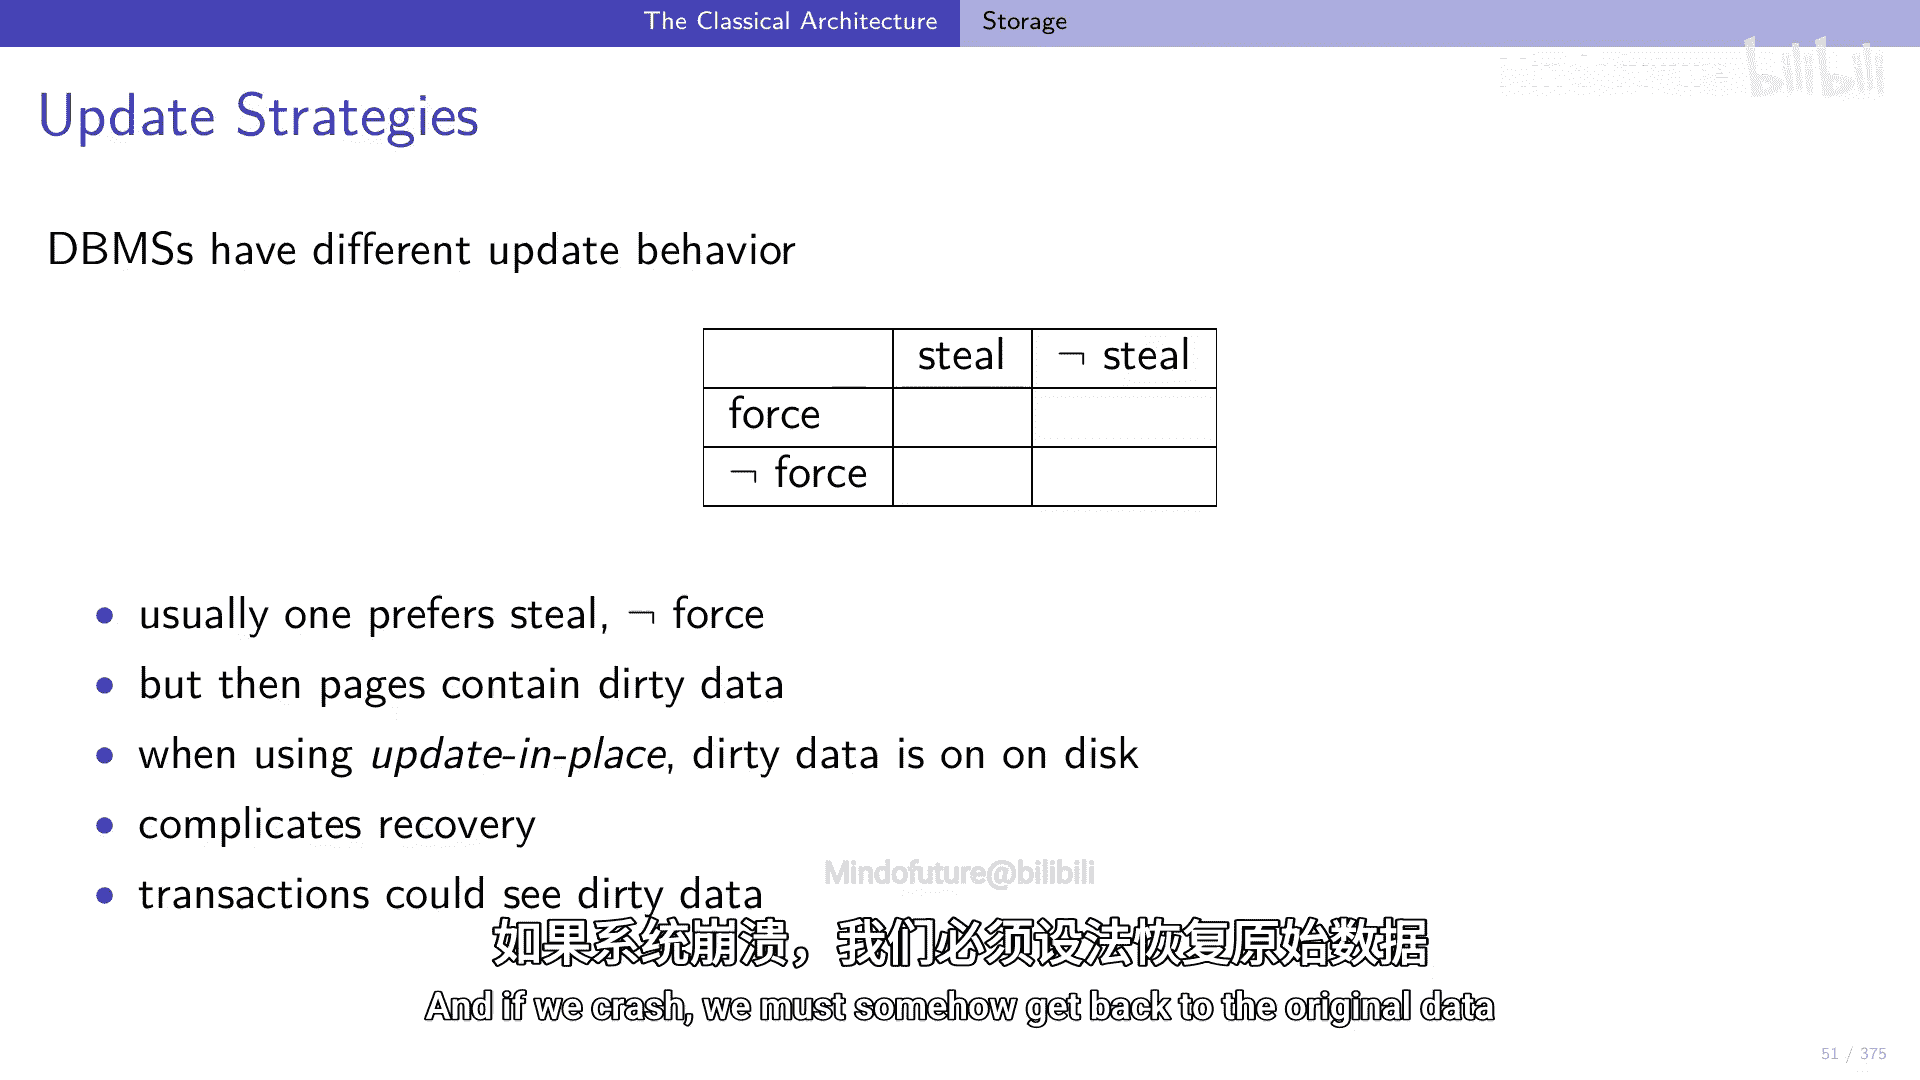 The Classical Architecture Storage
bilibili
Update Strategies
DBMSs have different update behavior
steal ¬ steal
force
¬ force
• usually one prefers steal, ¬ force
• but then pages contain dirty data
• when using update-in-place, dirty data is on on disk
• complicates recovery
• transactions could see dirty data
Mindofuture@bilibili
如果系统崩溃，我们必须设法恢复原始数据
And if we crash, we must somehow get back to the original data
51 / 375